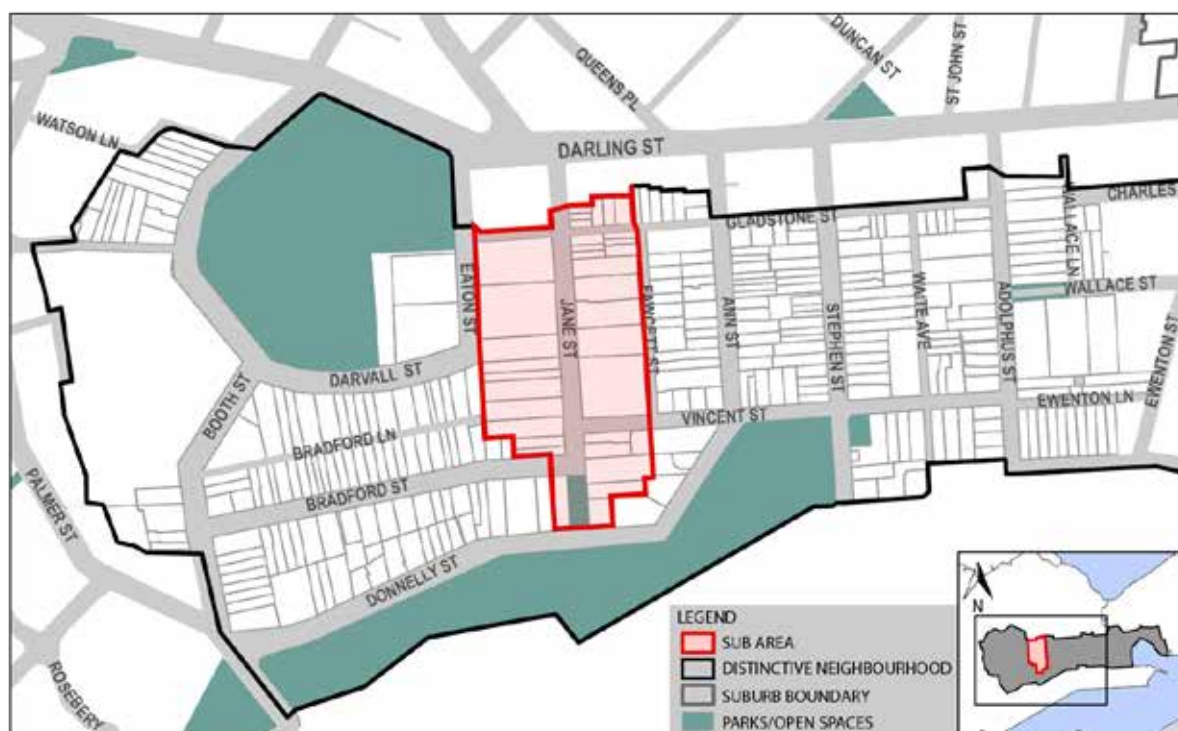 DUNCAN ST
ST JOHN ST
QUEENS PL
WATSON LN
DARLING ST
CHARLES
GLADSTONE ST
WALLACE LN
EATON ST
JANE ST
FAWCETT ST
ANN ST
STEPHEN ST
WAITE AVE
ADOLPHUS ST
WALLACE ST
EWENTON ST
DARVALL ST
BOOTH ST
EWENTON LN
VINCENT ST
BRADFORD LN
BRADFORD ST
PALMER ST
DONNELLY ST
ROSEBERY
LEGEND
SUB AREA
DISTINCTIVE NEIGHBOURHOOD
SUBURB BOUNDARY
PARKS/OPEN SPACES
N